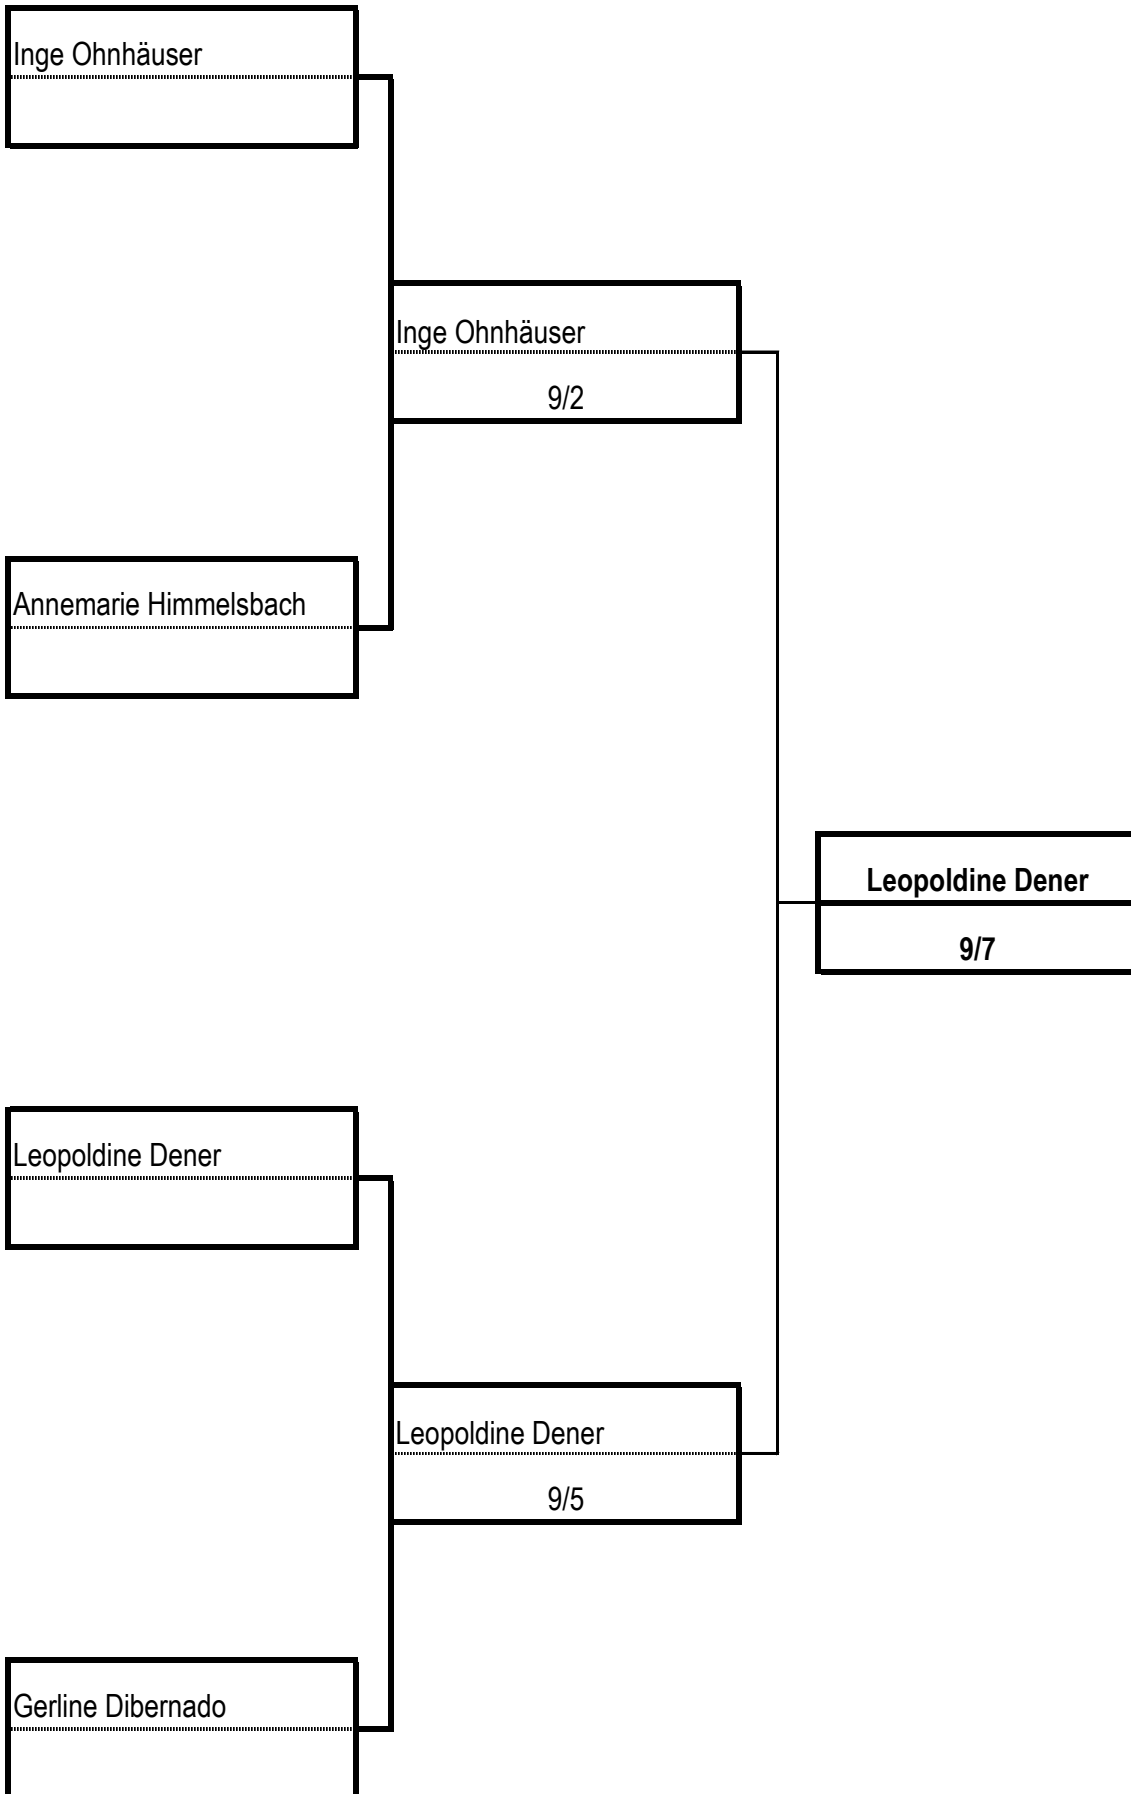 Inge Ohnhäuser
Inge Ohnhäuser
9/2
Annemarie Himmelsbach
Leopoldine Dener
9/7
Leopoldine Dener
Leopoldine Dener
9/5
Gerline Dibernado